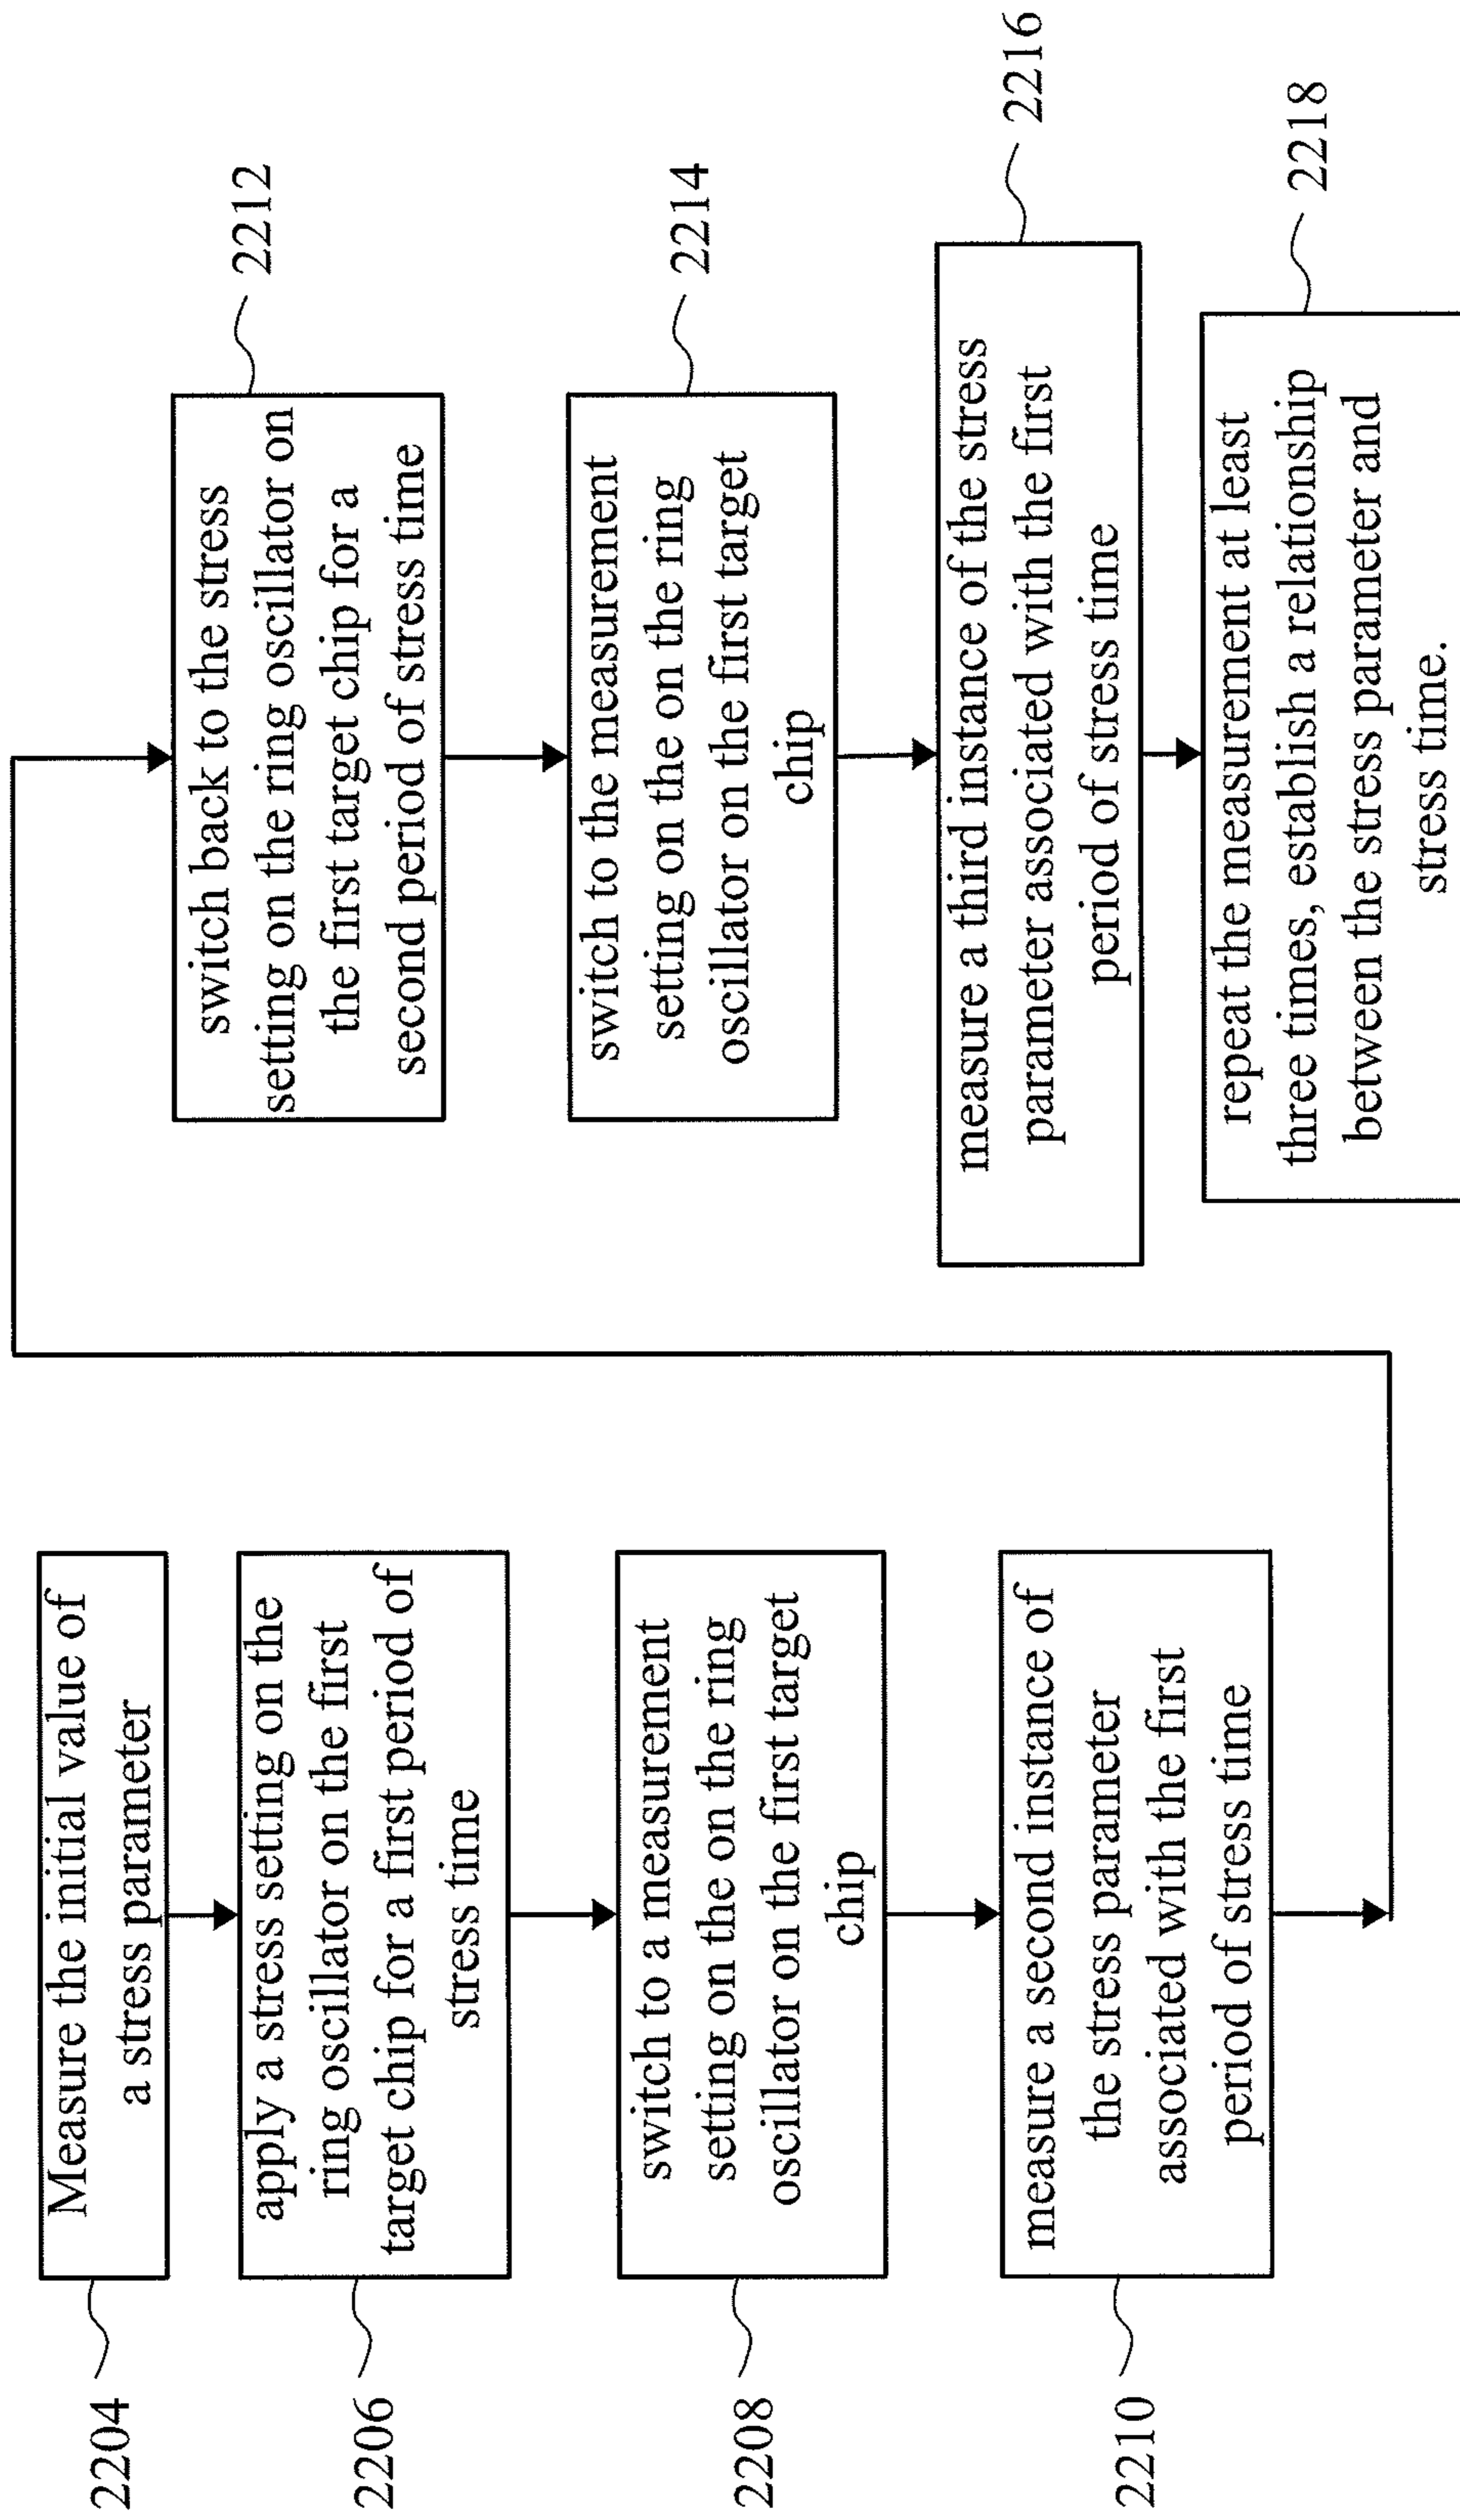 2204
Measure the initial value of
a stress parameter
2206
apply a stress setting on the
ring oscillator on the first
target chip for a first period of
stress time
2208
switch to a measurement
setting on the on the ring
oscillator on the first target
chip
2210
measure a second instance of
the stress parameter
associated with the first
period of stress time
2212
switch back to the stress
setting on the ring oscillator on
the first target chip for a
second period of stress time
2214
switch to the measurement
setting on the on the ring
oscillator on the first target
chip
2216
measure a third instance of the stress
parameter associated with the first
period of stress time
2218
repeat the measurement at least
three times, establish a relationship
between the stress parameter and
stress time.